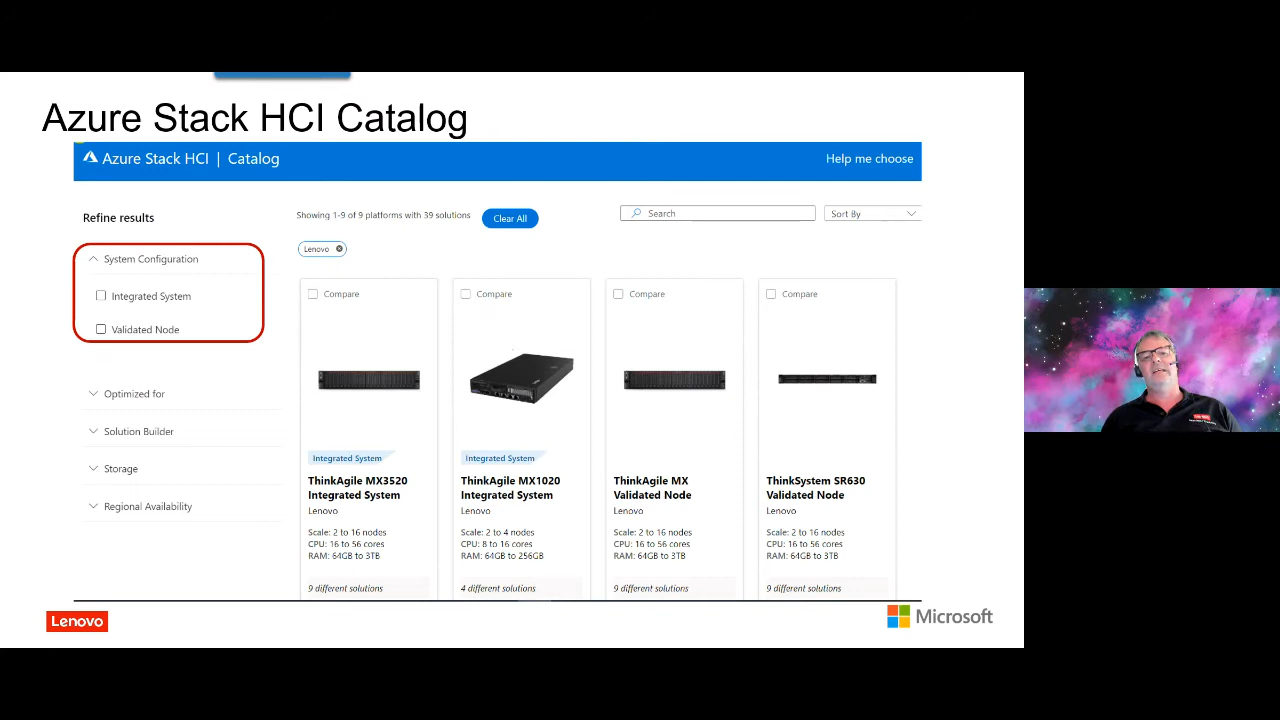 Azure Stack HCI Catalog
Azure Stack HCI | Catalog
Help me choose
Refine results
Showing 1-9 of 9 platforms with 39 solutions
Clear All
Search
Sort By
Lenovo
System Configuration
Integrated System
Validated Node
Optimized for
Solution Builder
Storage
Regional Availability
Compare
Integrated System
ThinkAgile MX3520
Integrated System
Lenovo
Scale: 2 to 16 nodes
CPU: 16 to 56 cores
RAM: 64GB to 3TB
9 different solutions
Compare
Integrated System
ThinkAgile MX1020
Integrated System
Lenovo
Scale: 2 to 4 nodes
CPU: 8 to 16 cores
RAM: 64GB to 256GB
4 different solutions
Compare
ThinkAgile MX
Validated Node
Lenovo
Scale: 2 to 16 nodes
CPU: 16 to 56 cores
RAM: 64GB to 3TB
9 different solutions
Compare
ThinkSystem SR630
Validated Node
Lenovo
Scale: 2 to 16 nodes
CPU: 16 to 56 cores
RAM: 64GB to 3TB
9 different solutions
Lenovo
Microsoft